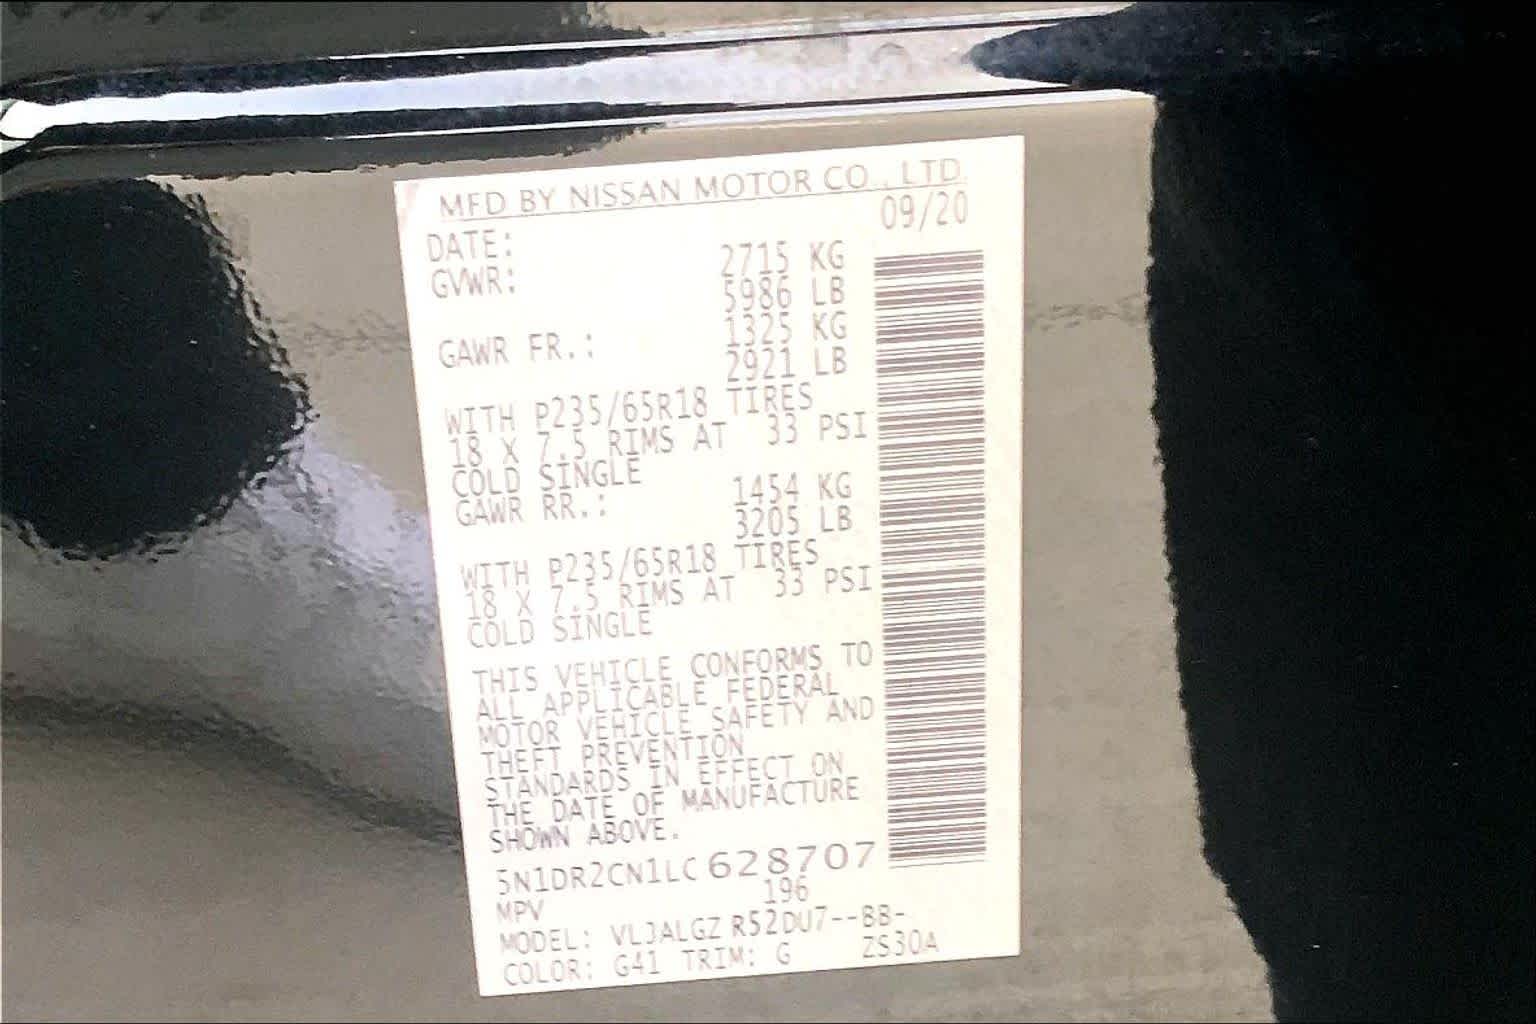 MFD BY NISSAN MOTOR CO., LTD.
DATE: 09/20
GVWR: 2715 KG
5986 LB
GAWR FR.: 1325 KG
2921 LB
WITH P235/65R18 TIRES
18 X 7.5 RIMS AT 33 PSI
COLD SINGLE
GAWR RR.: 1454 KG
3205 LB
WITH P235/65R18 TIRES
18 X 7.5 RIMS AT 33 PSI
COLD SINGLE
THIS VEHICLE CONFORMS TO
ALL APPLICABLE FEDERAL
MOTOR VEHICLE SAFETY AND
THEFT PREVENTION
STANDARDS IN EFFECT ON
THE DATE OF MANUFACTURE
SHOWN ABOVE.
5N1DR2CN1LC628707
MPV 196
MODEL: VLJALGZ R52DU7--BB-
COLOR: G41 TRIM: G ZS30A